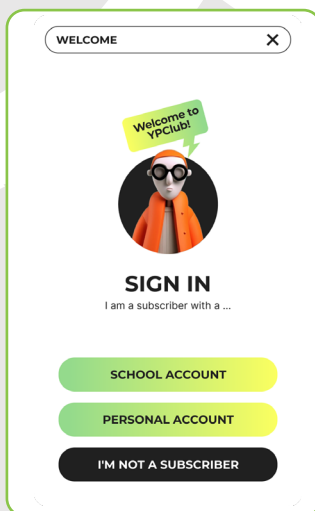 WELCOME
Welcome to
YPClub!
SIGN IN
I am a subscriber with a ...
SCHOOL ACCOUNT
PERSONAL ACCOUNT
I'M NOT A SUBSCRIBER